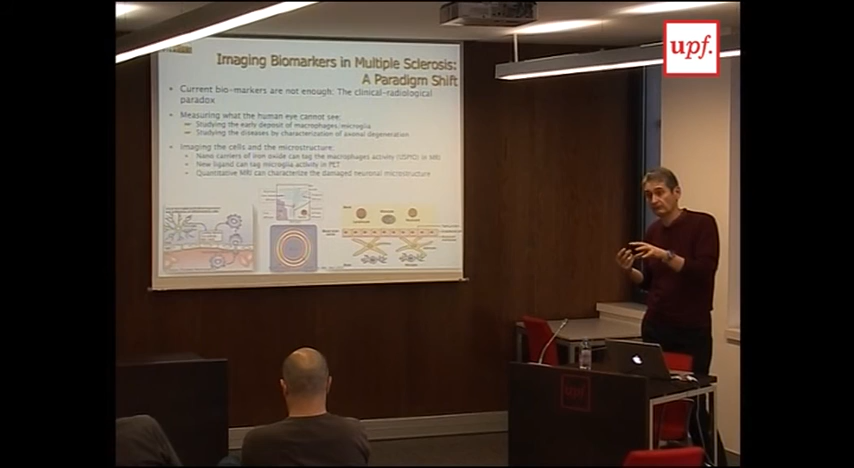 Imaging Biomarkers in Multiple Sclerosis:
A Paradigm Shift
• Current bio-markers are not enough: The clinical-radiological
paradox
• Measuring what the human eye cannot see:
– Studying the early deposit of macrophages/microglia
– Studying the diseases by characterization of axonal degeneration
• Imaging the cells and the microstructure:
• Nano carriers of iron oxide can tag the macrophages activity (USPIO) in MRI
• New ligand can tag microglia activity in PET
• Quantitative MRI can characterize the damaged neuronal microstructure
upf.
upf